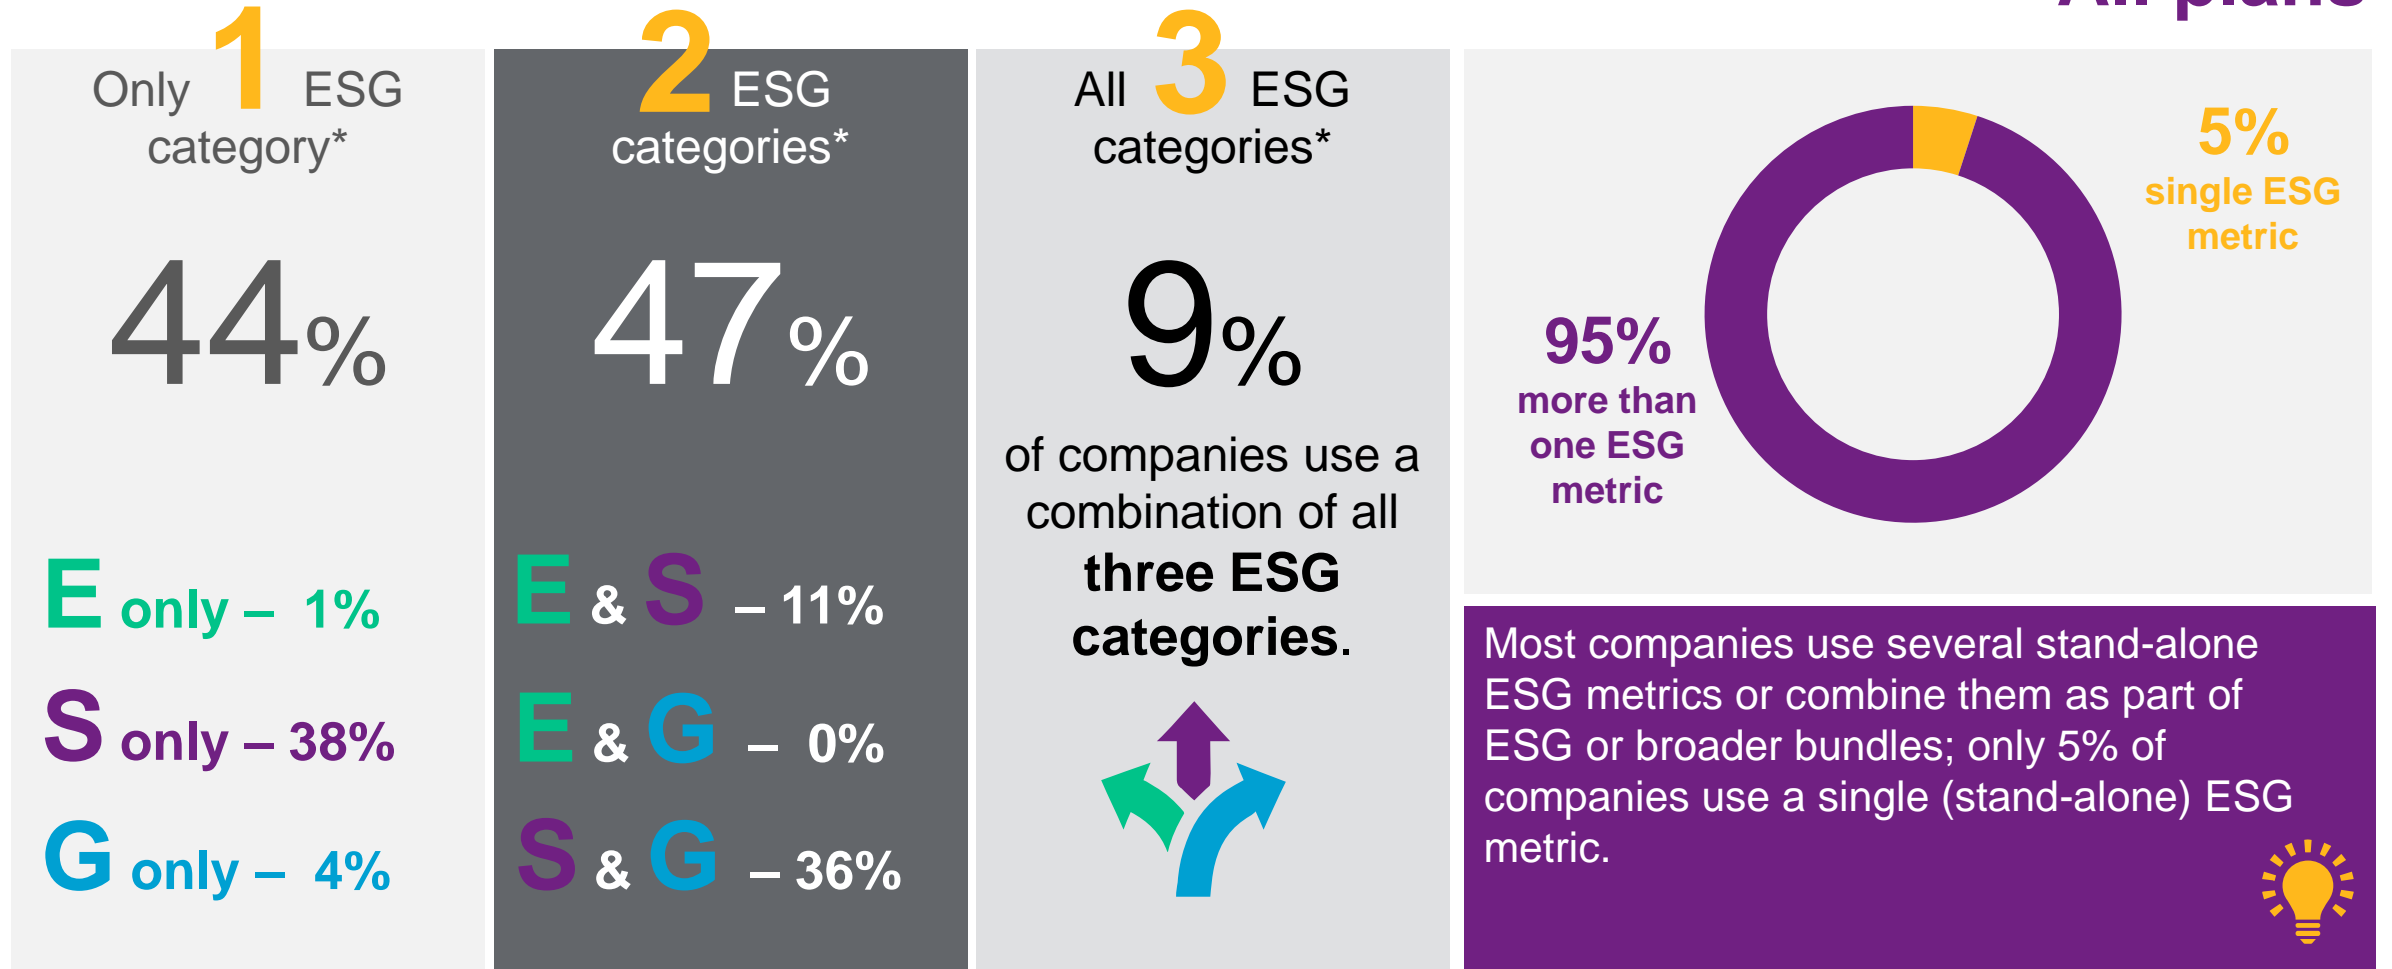 All plans
Only 1 ESG
category*
44%
E only – 1%
S only – 38%
G only – 4%
2 ESG
categories*
47%
E & S – 11%
E & G – 0%
S & G – 36%
All 3 ESG
categories*
9%
of companies use a
combination of all
three ESG
categories.
5%
single ESG
metric
95%
more than
one ESG
metric
Most companies use several stand-alone
ESG metrics or combine them as part of
ESG or broader bundles; only 5% of
companies use a single (stand-alone) ESG
metric.